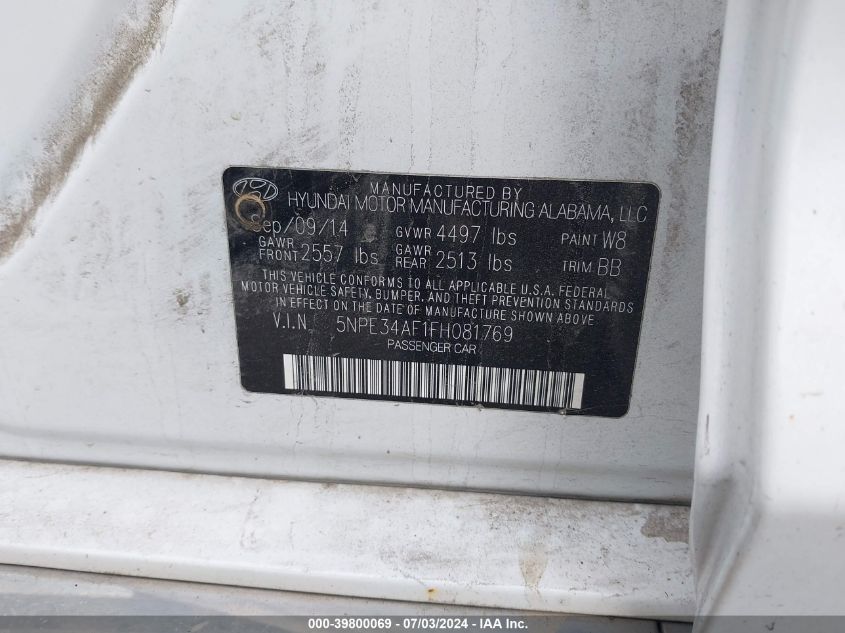 MANUFACTURED BY
HYUNDAI MOTOR MANUFACTURING ALABAMA, LLC
Sep/09/14 GVWR 4497 lbs PAINT W8
GAWR FRONT 2557 lbs GAWR REAR 2513 lbs TRIM BB
THIS VEHICLE CONFORMS TO ALL APPLICABLE U.S.A. FEDERAL
MOTOR VEHICLE SAFETY, BUMPER, AND THEFT PREVENTION STANDARDS
IN EFFECT ON THE DATE OF MANUFACTURE SHOWN ABOVE.
V.I.N. 5NPE34AF1FH081769
PASSENGER CAR
000-39800069 - 07/03/2024 - IAA Inc.